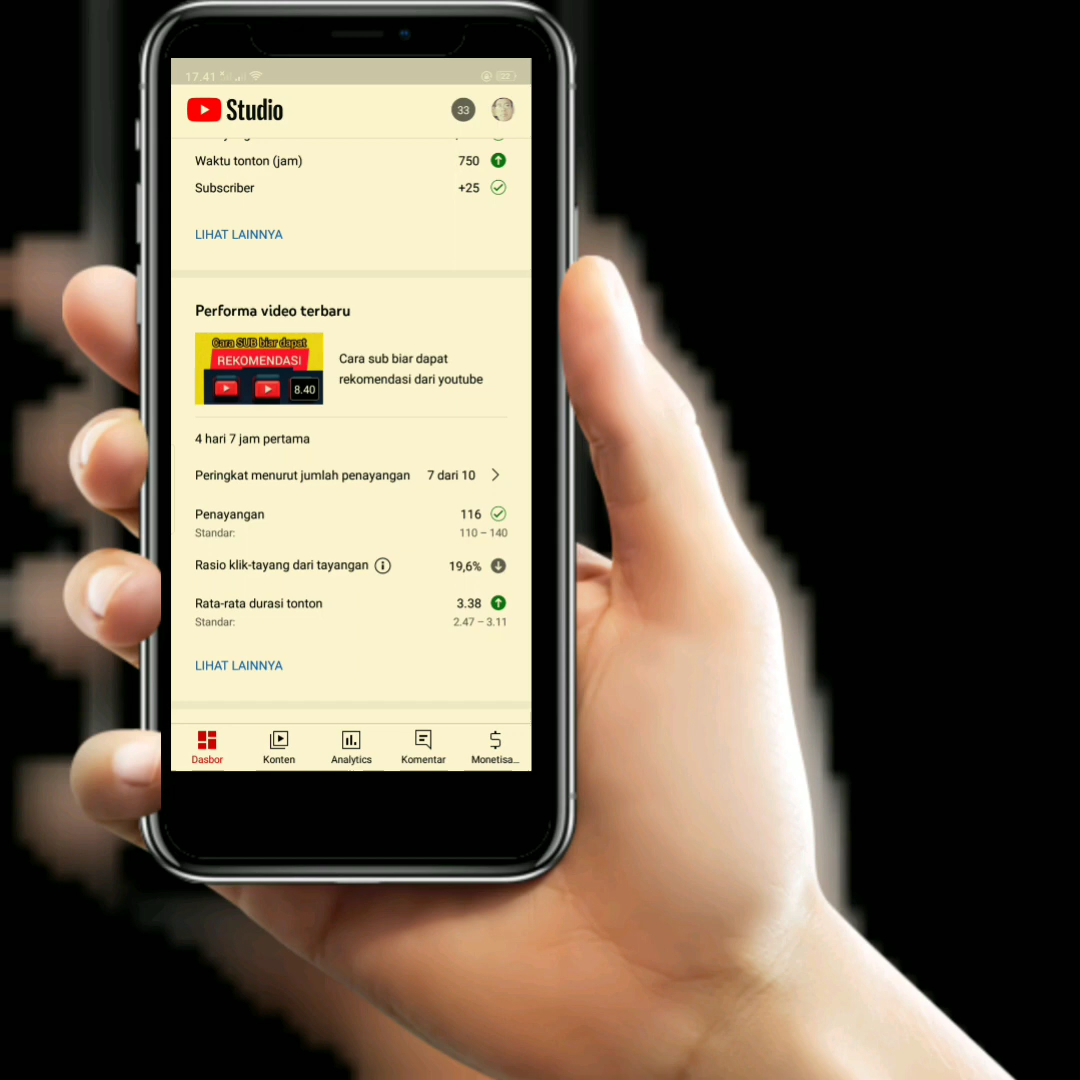 17.41
22
Studio
33
Waktu tonton (jam) 750
Subscriber +25
LIHAT LAINNYA
Performa video terbaru
Cara SUB biar dapat
REKOMENDASI
8.40
Cara sub biar dapat
rekomendasi dari youtube
4 hari 7 jam pertama
Peringkat menurut jumlah penayangan 7 dari 10
Penayangan 116
Standar: 110 – 140
Rasio klik-tayang dari tayangan 19,6%
Rata-rata durasi tonton 3.38
Standar: 2.47 – 3.11
LIHAT LAINNYA
Dasbor Konten Analytics Komentar Monetisa...